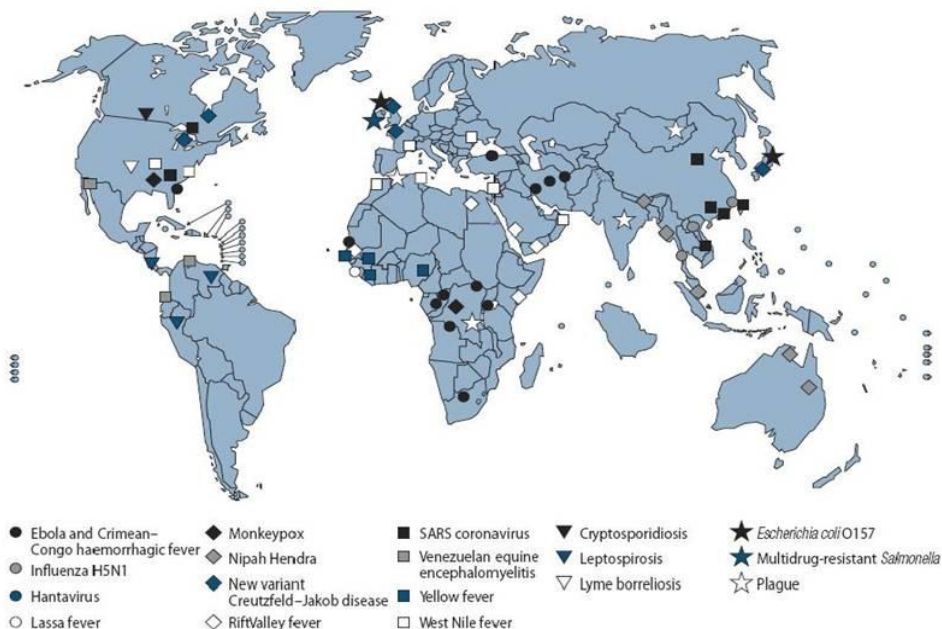 Ebola and Crimean–
Congo haemorrhagic fever
Influenza H5N1
Hantavirus
Lassa fever
Monkeypox
Nipah Hendra
New variant
Creutzfeld–Jakob disease
RiftValley fever
SARS coronavirus
Venezuelan equine
encephalomyelitis
Yellow fever
West Nile fever
Cryptosporidiosis
Leptospirosis
Lyme borreliosis
Escherichia coli O157
Multidrug-resistant Salmonella
Plague